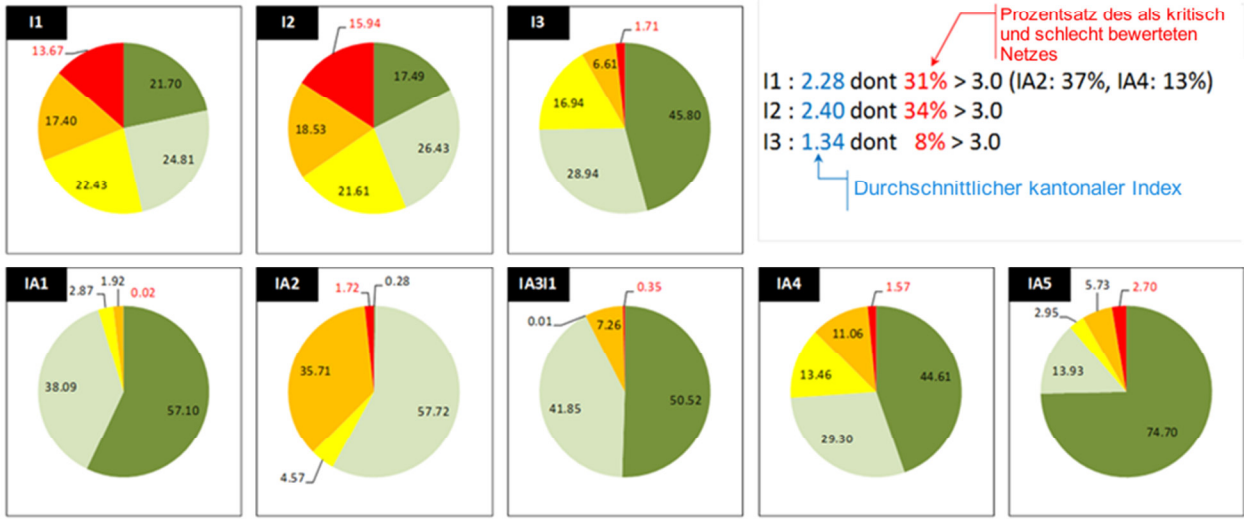 I1
13.67
21.70
17.40
24.81
22.43
I2
15.94
17.49
18.53
26.43
21.61
I3
1.71
6.61
16.94
45.80
28.94
Prozentsatz des als kritisch
und schlecht bewerteten
Netzes
I1 : 2.28 dont 31% > 3.0 (IA2: 37%, IA4: 13%)
I2 : 2.40 dont 34% > 3.0
I3 : 1.34 dont 8% > 3.0
Durchschnittlicher kantonaler Index
IA1
1.92
2.87
0.02
38.09
57.10
IA2
1.72
0.28
35.71
57.72
4.57
IA3I1
0.35
0.01
7.26
41.85
50.52
IA4
1.57
11.06
13.46
44.61
29.30
IA5
5.73
2.70
2.95
13.93
74.70